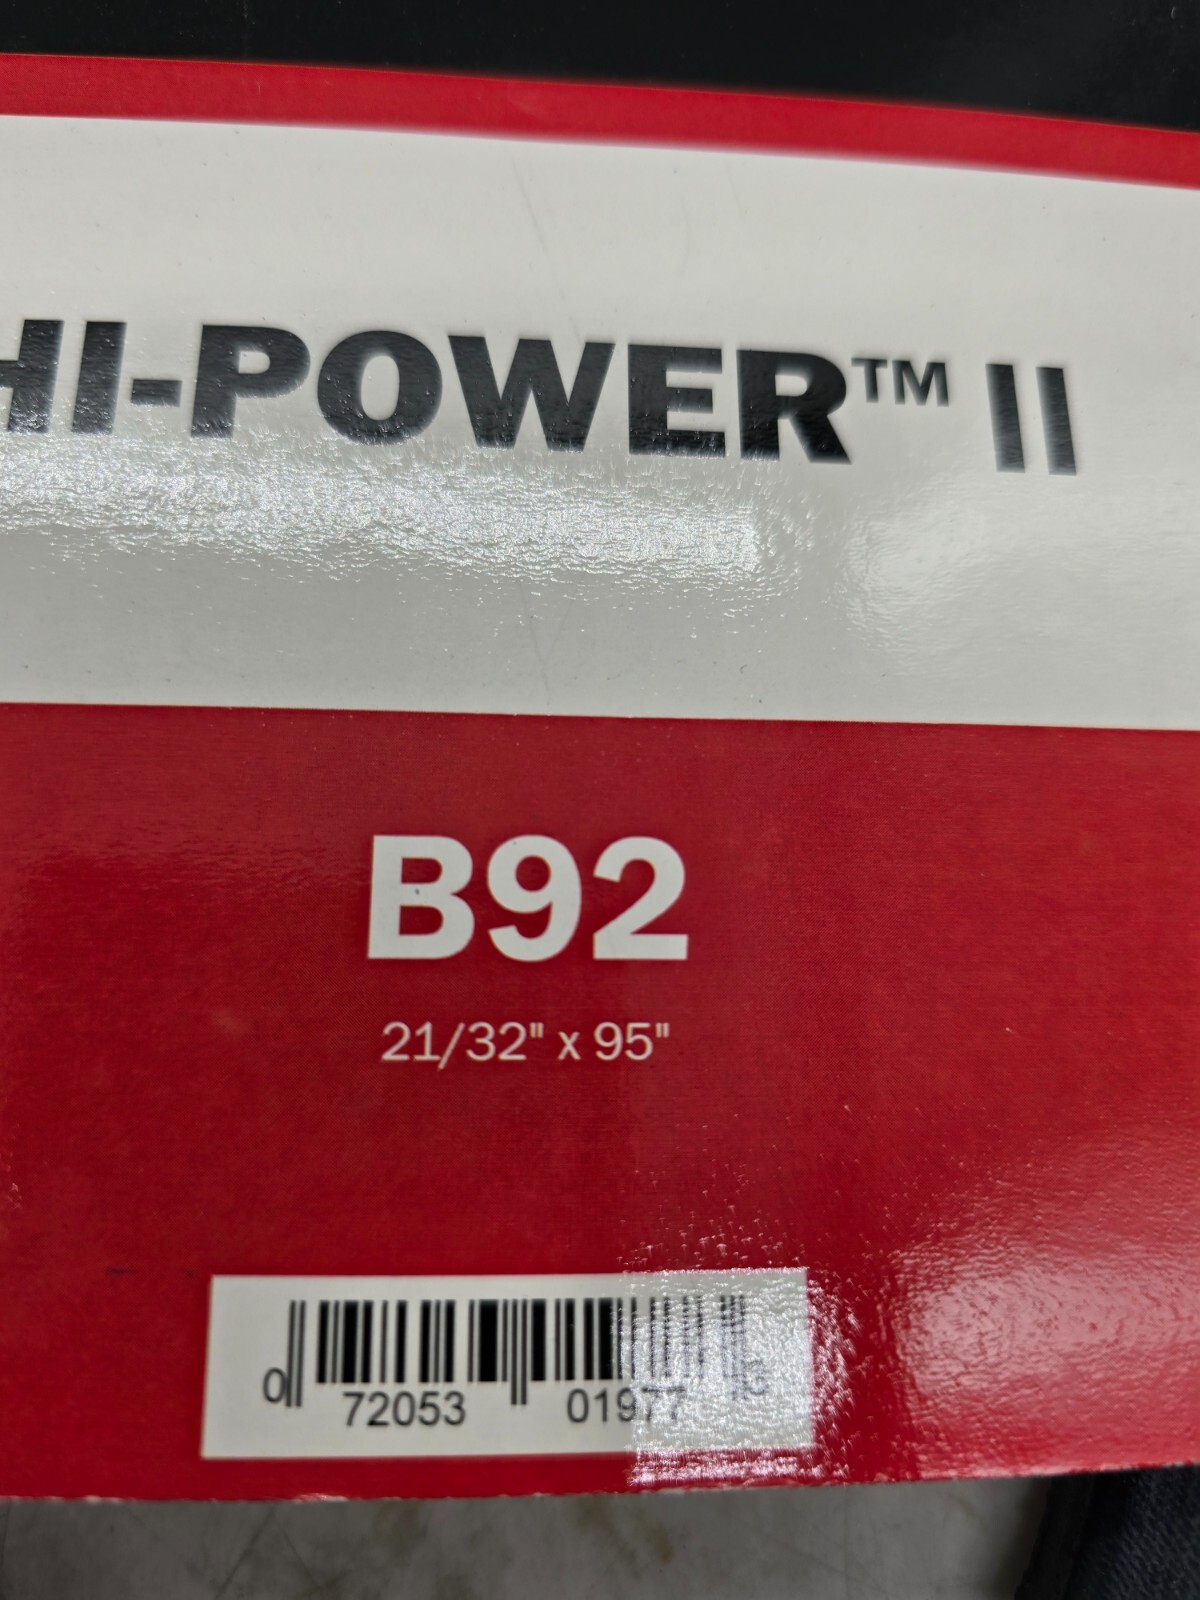 HI-POWER™ II
B92
21/32" x 95"
0 72053 01977